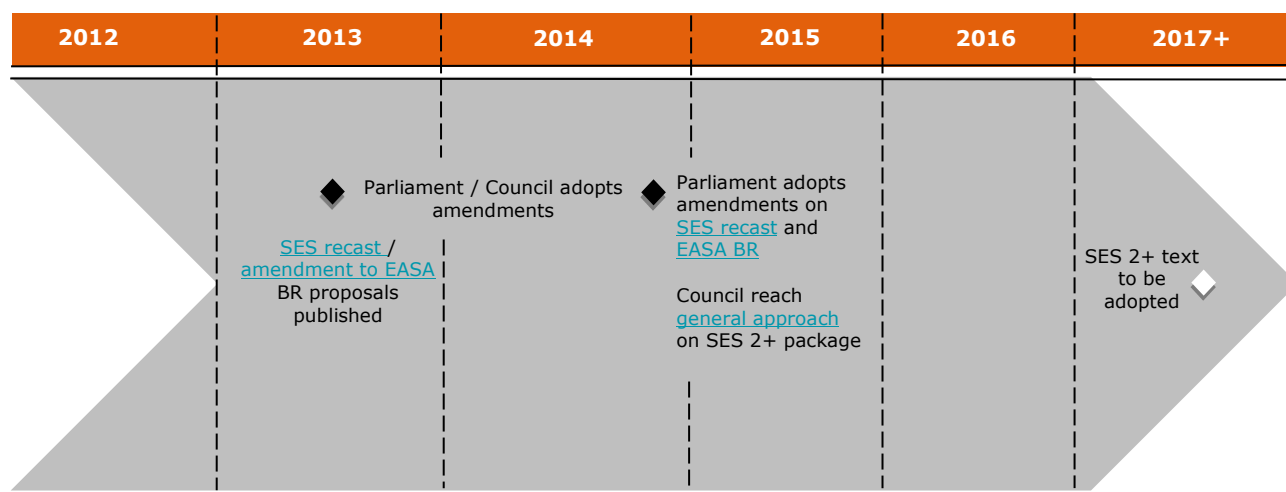 2012 2013 2014 2015 2016 2017+
Parliament / Council adopts
amendments
SES recast /
amendment to EASA
BR proposals
published
Parliament adopts
amendments on
SES recast and
EASA BR
Council reach
general approach
on SES 2+ package
SES 2+ text
to be
adopted